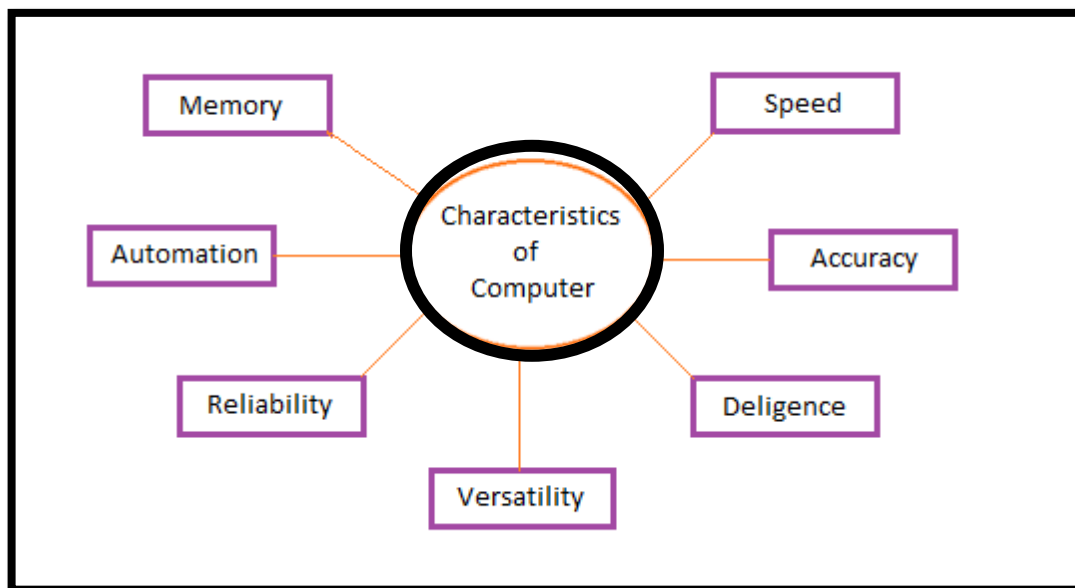 Memory
Speed
Characteristics
of
Computer
Automation
Accuracy
Reliability
Deligence
Versatility